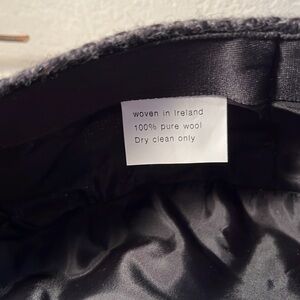 woven in Ireland
100% pure wool
Dry clean only